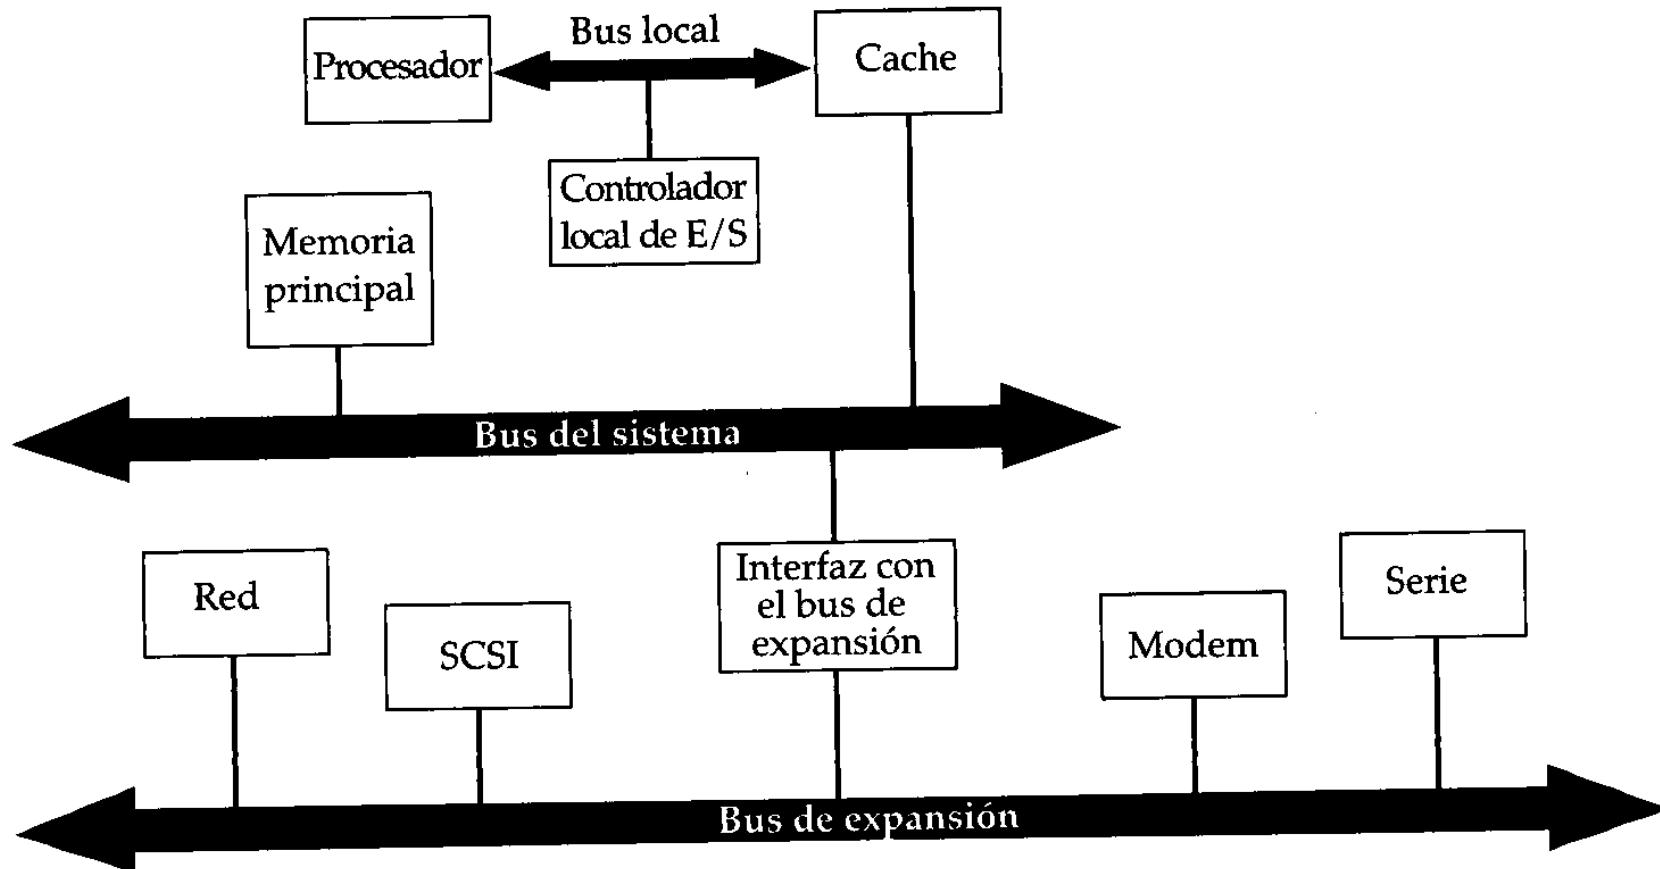 Bus local
Procesador
Cache
Controlador
local de E/S
Memoria
principal
Bus del sistema
Red
SCSI
Interfaz con
el bus de
expansión
Modem
Serie
Bus de expansión